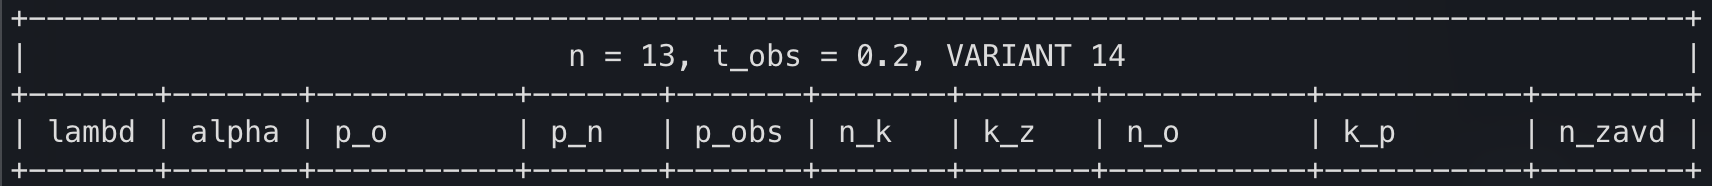 n = 13, t_obs = 0.2, VARIANT 14
| lambd | alpha | p_o | p_n | p_obs | n_k | k_z | n_o | k_p | n_zavd |